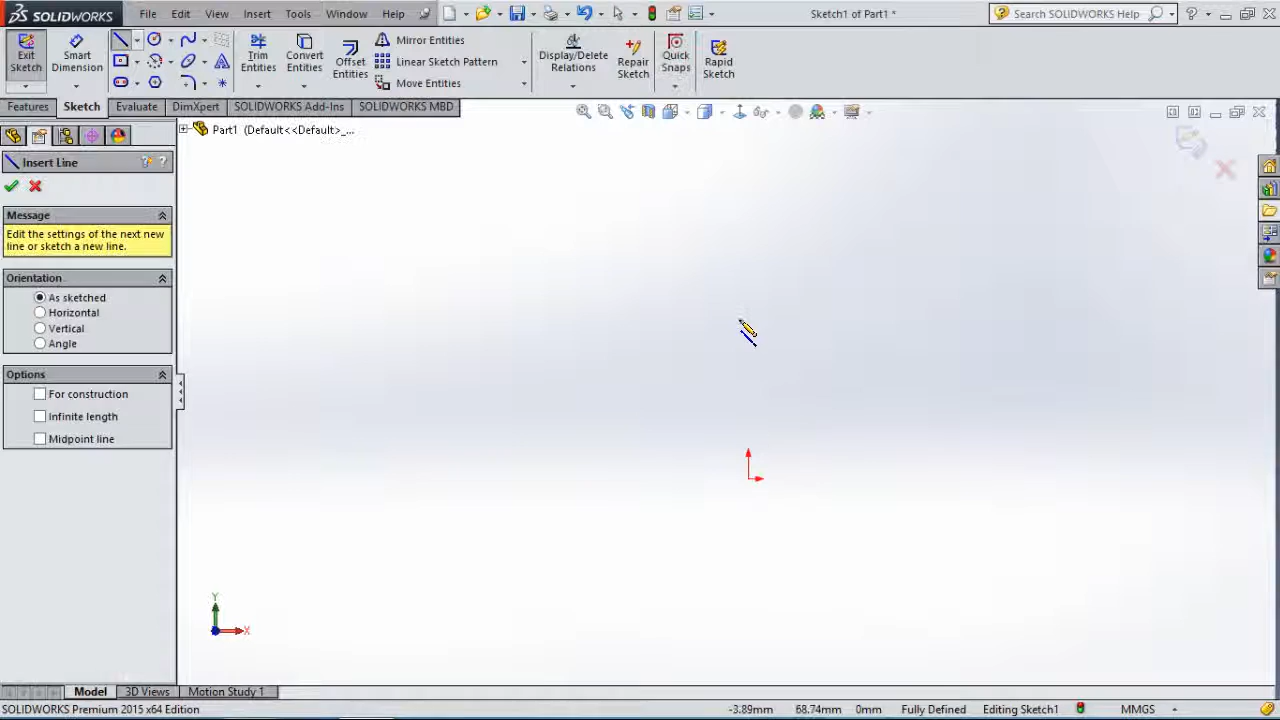 SOLIDWORKS File Edit View Insert Tools Window Help Sketch1 of Part1 * Search SOLIDWORKS Help
Exit Sketch
Smart Dimension
Trim Entities
Convert Entities
Offset Entities
Mirror Entities
Linear Sketch Pattern
Move Entities
Display/Delete Relations
Repair Sketch
Quick Snaps
Rapid Sketch
Features Sketch Evaluate DimXpert SOLIDWORKS Add-Ins SOLIDWORKS MBD
Part1 (Default<<Default>_...
Insert Line
Message
Edit the settings of the next new
line or sketch a new line.
Orientation
As sketched
Horizontal
Vertical
Angle
Options
For construction
Infinite length
Midpoint line
Y
X
Model 3D Views Motion Study 1
SOLIDWORKS Premium 2015 x64 Edition -3.89mm 68.74mm 0mm Fully Defined Editing Sketch1 MMGS